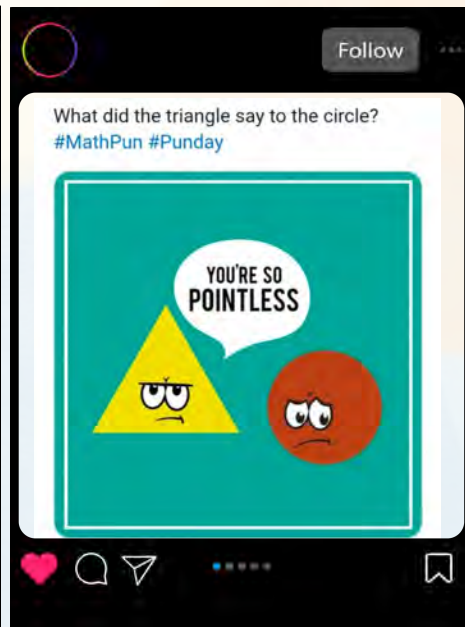 Follow
What did the triangle say to the circle?
#MathPun #Punday
YOU'RE SO
POINTLESS